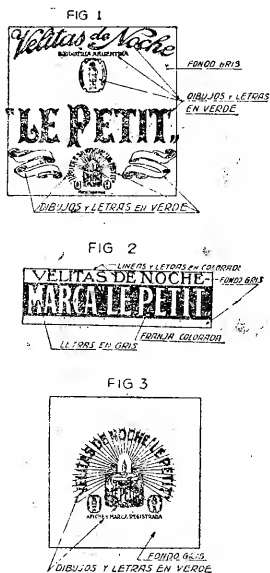 FIG 1
Velitas de Noche
INDUSTRIA ARGENTINA
FONDO GRIS
DIBUJOS Y LETRAS
EN VERDE
"LE PETIT"
DIBUJOS Y LETRAS EN VERDE
FIG 2
LINEAS Y LETRAS EN COLORADO
VELITAS DE NOCHE
FONDO GRIS
MARCA LE PETIT
LETRAS EN GRIS
FRANJA COLORADA
FIG 3
VELITAS DE NOCHE LE PETIT
MARCA REGISTRADA
FONDO GRIS
DIBUJOS Y LETRAS EN VERDE